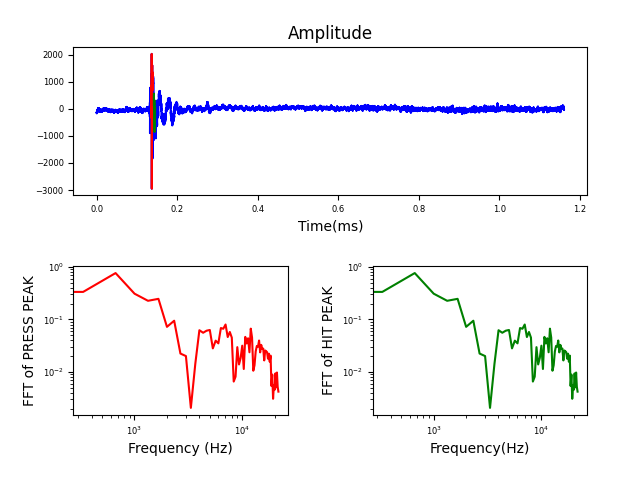 Amplitude
2000
1000
0
−1000
−2000
−3000
0.0 0.2 0.4 0.6 0.8 1.0 1.2
Time(ms)
FFT of PRESS PEAK
10⁰
10⁻¹
10⁻²
10³ 10⁴
Frequency (Hz)
FFT of HIT PEAK
10⁰
10⁻¹
10⁻²
10³ 10⁴
Frequency(Hz)